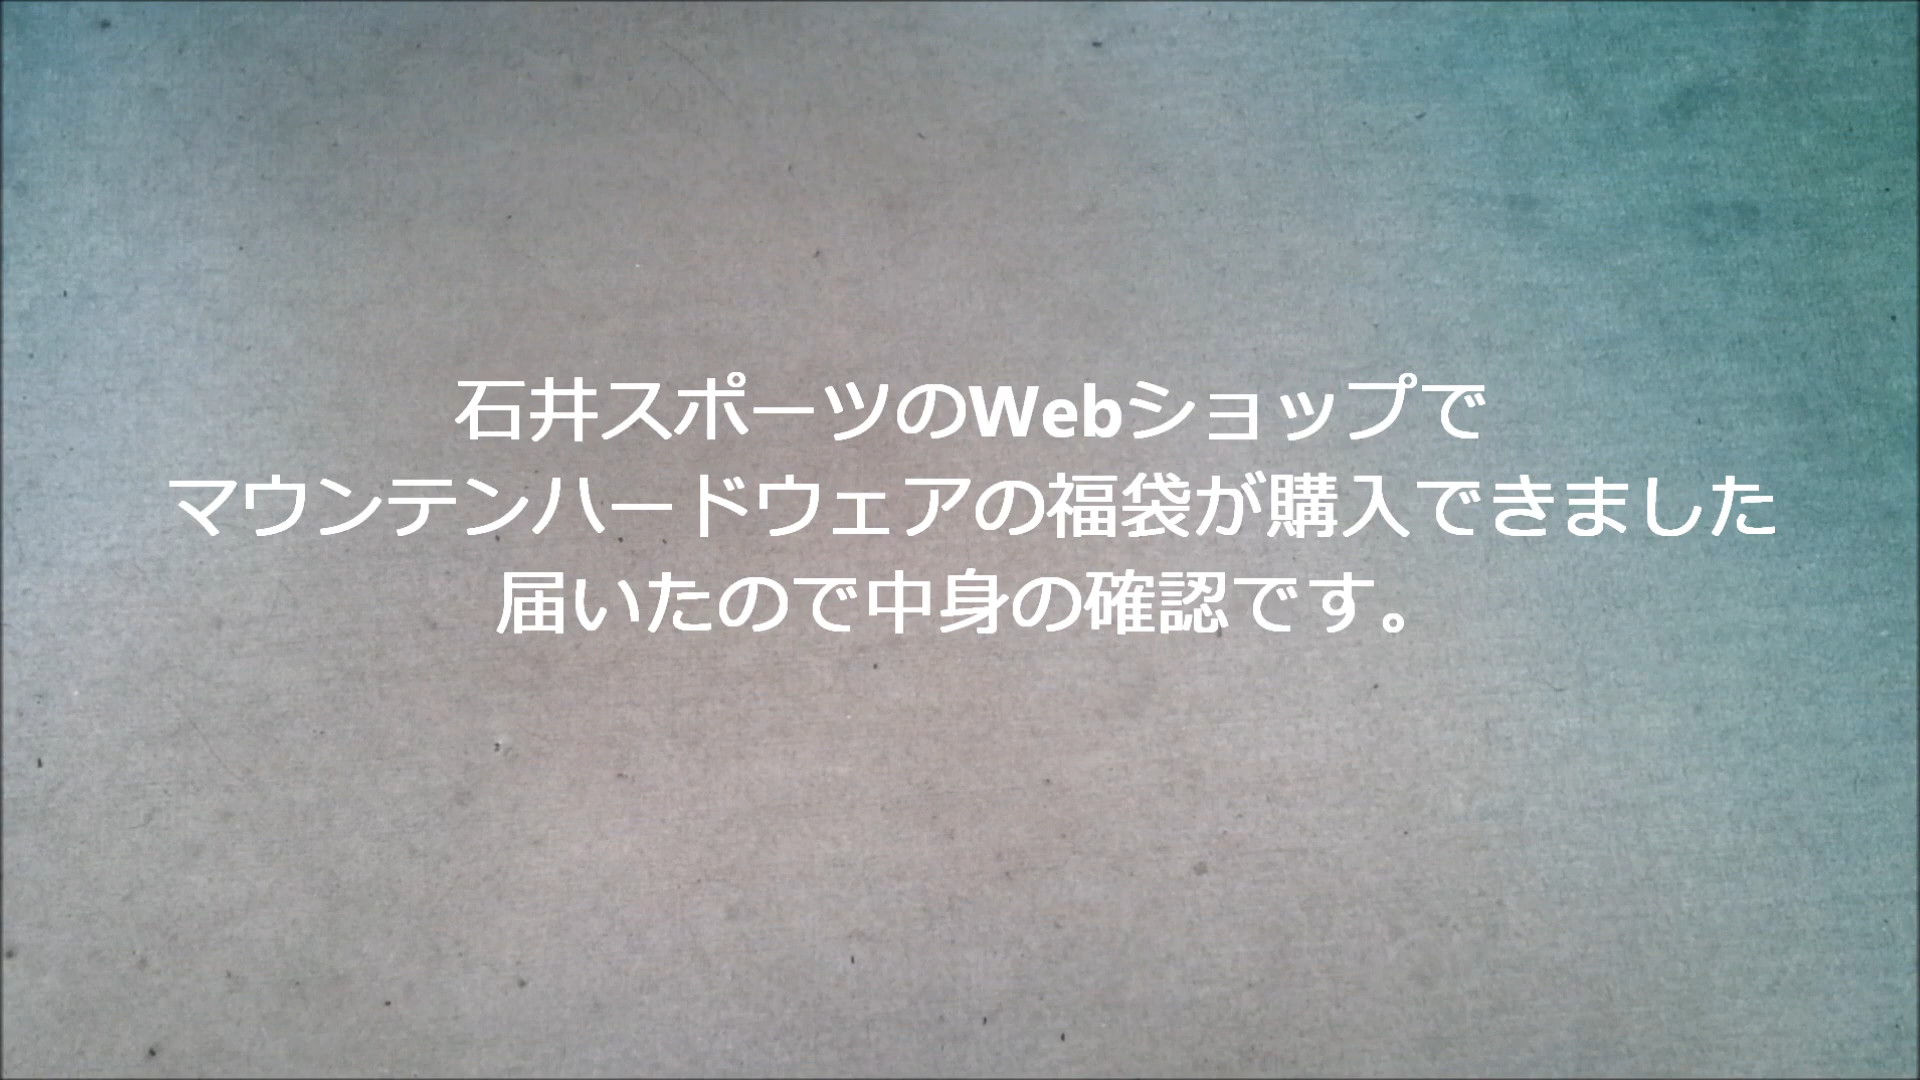 石井スポーツのWebショップで
マウンテンハードウェアの福袋が購入できました
届いたので中身の確認です。